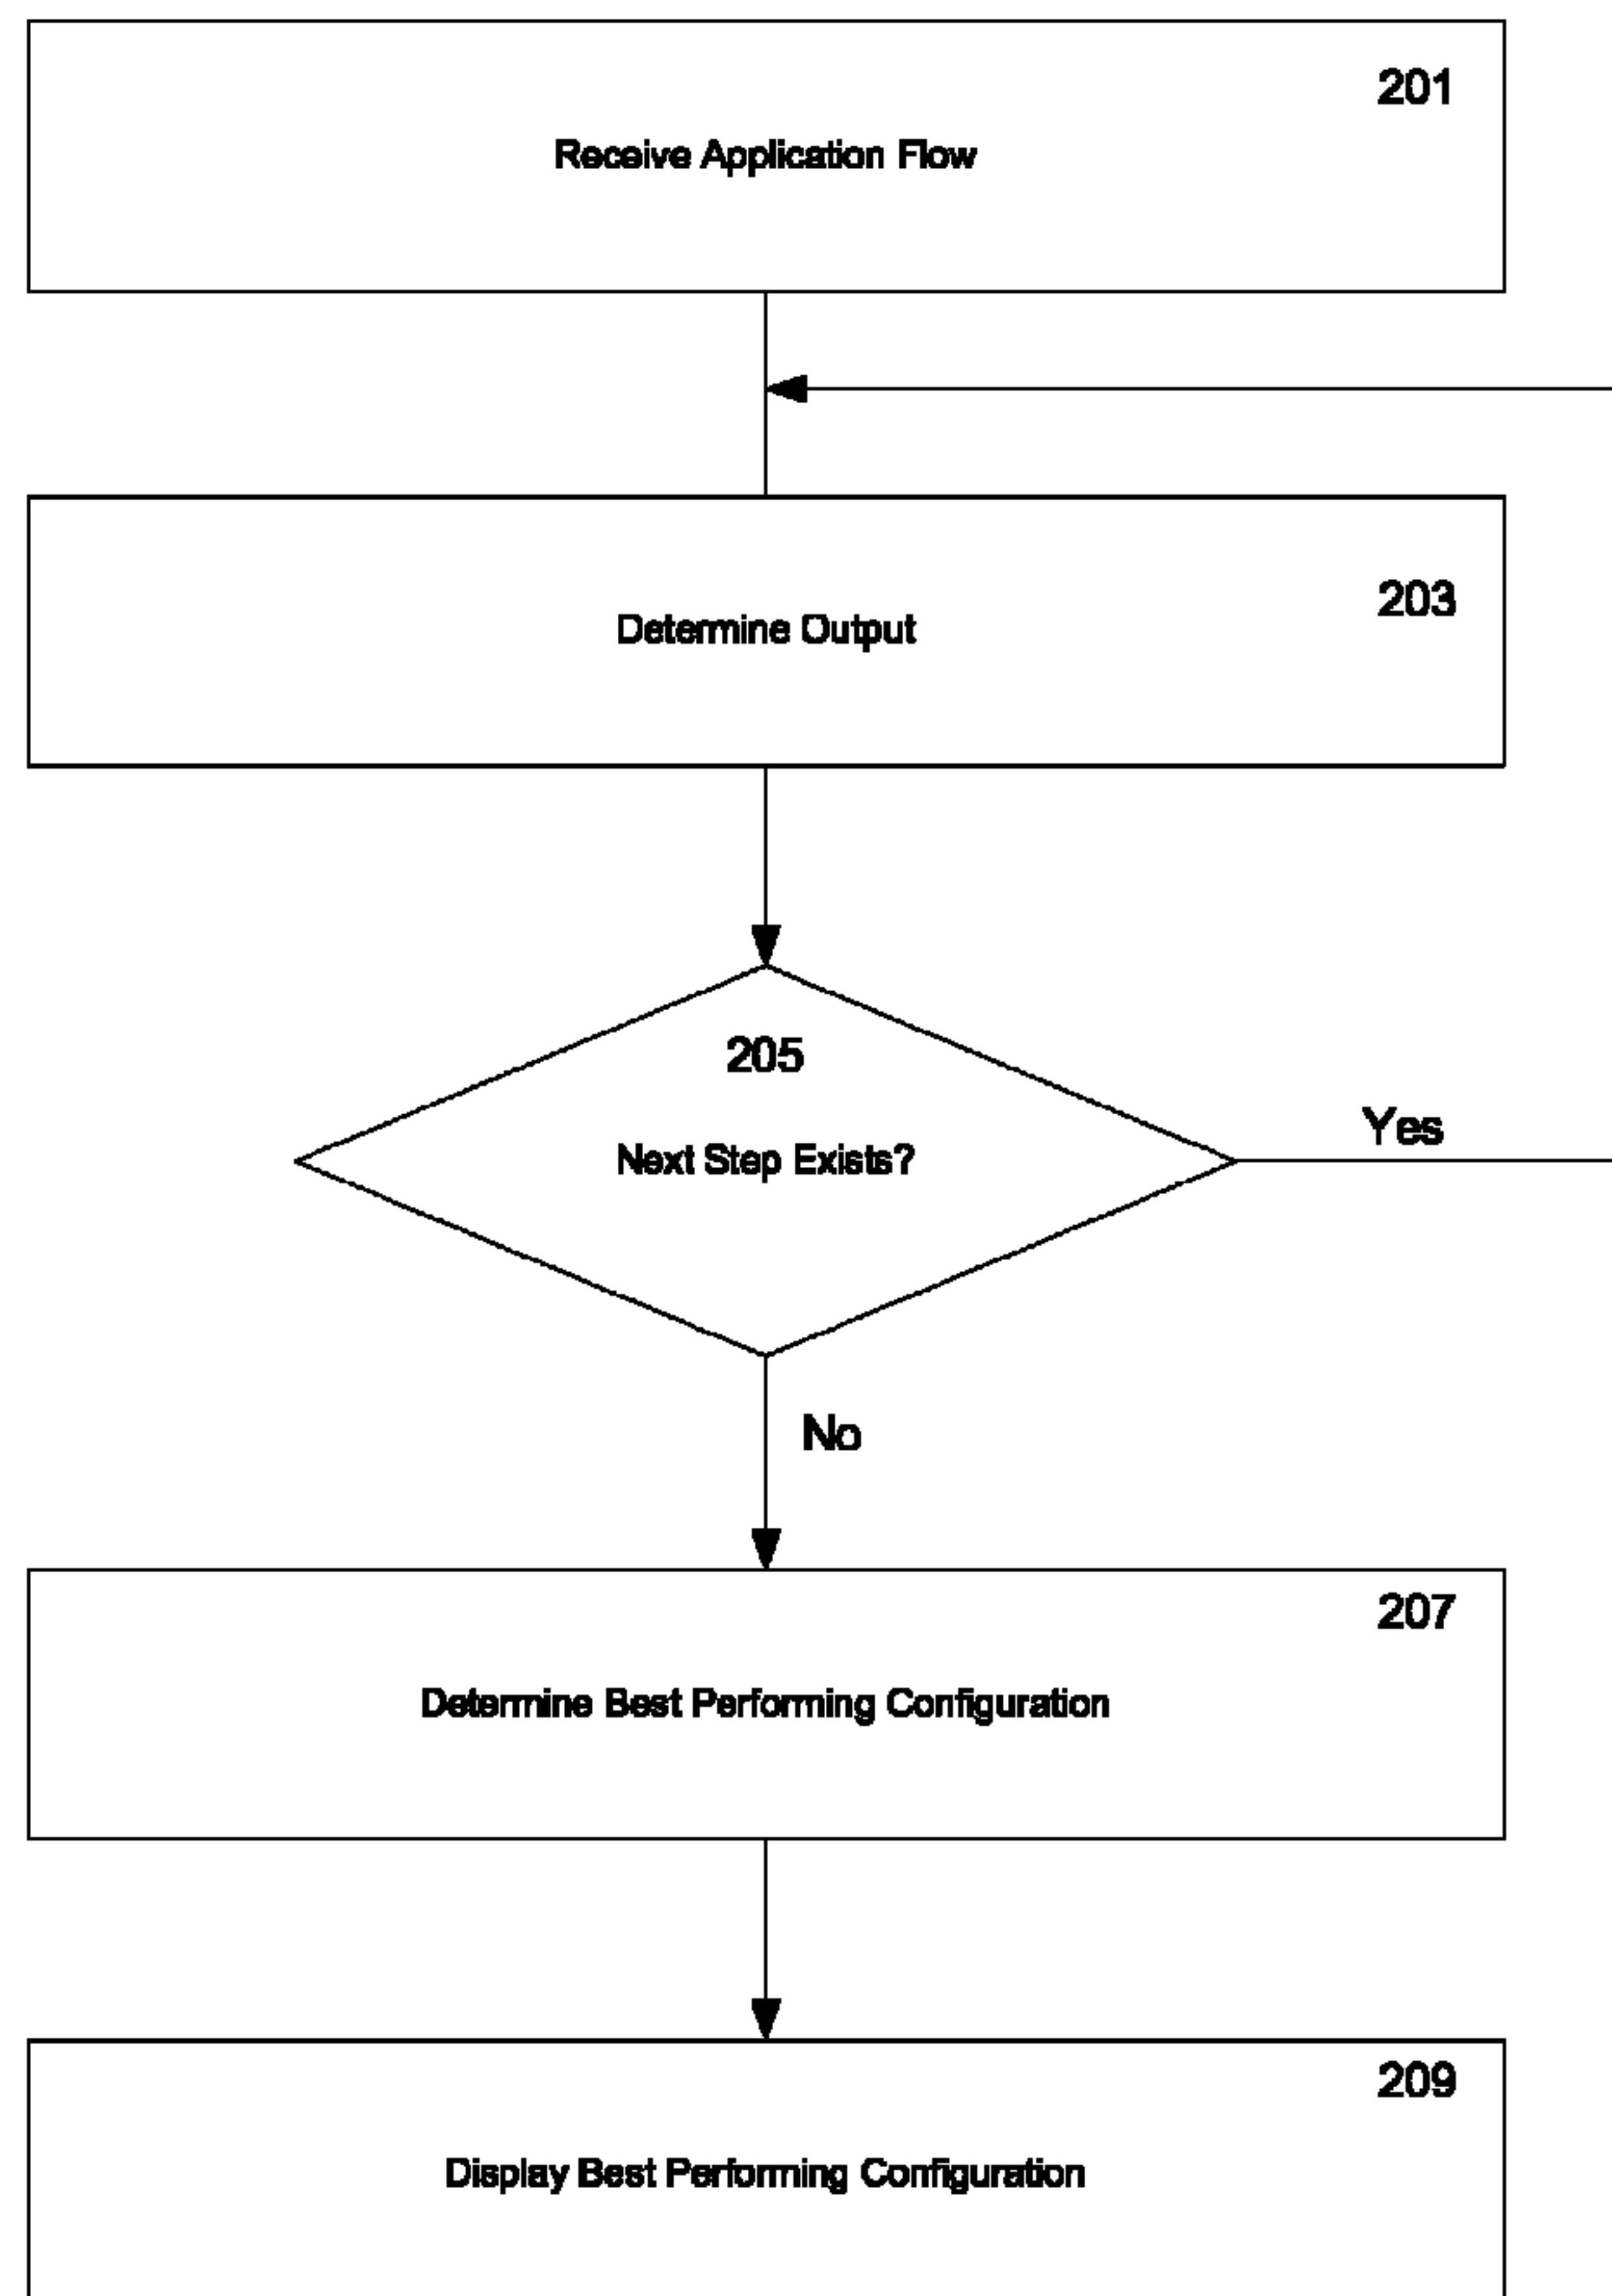 201
Receive Application Flow
203
Determine Output
205
Next Step Exists?
Yes
No
207
Determine Best Performing Configuration
209
Display Best Performing Configuration